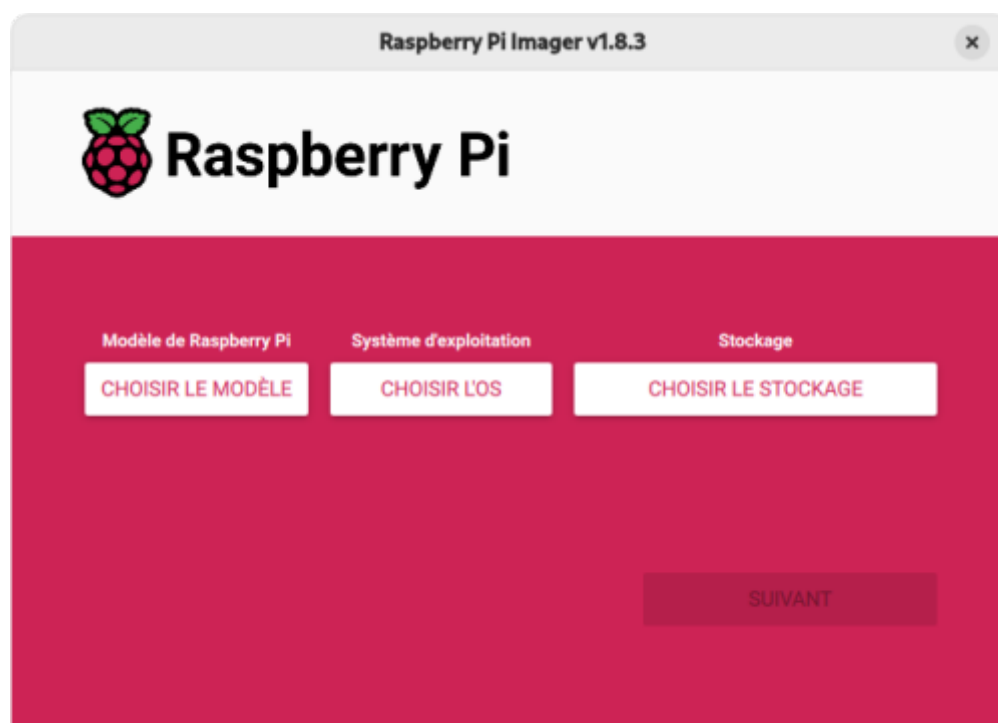 Raspberry Pi Imager v1.8.3
Raspberry Pi
Modèle de Raspberry Pi
Système d'exploitation
Stockage
CHOISIR LE MODÈLE
CHOISIR L'OS
CHOISIR LE STOCKAGE
SUIVANT